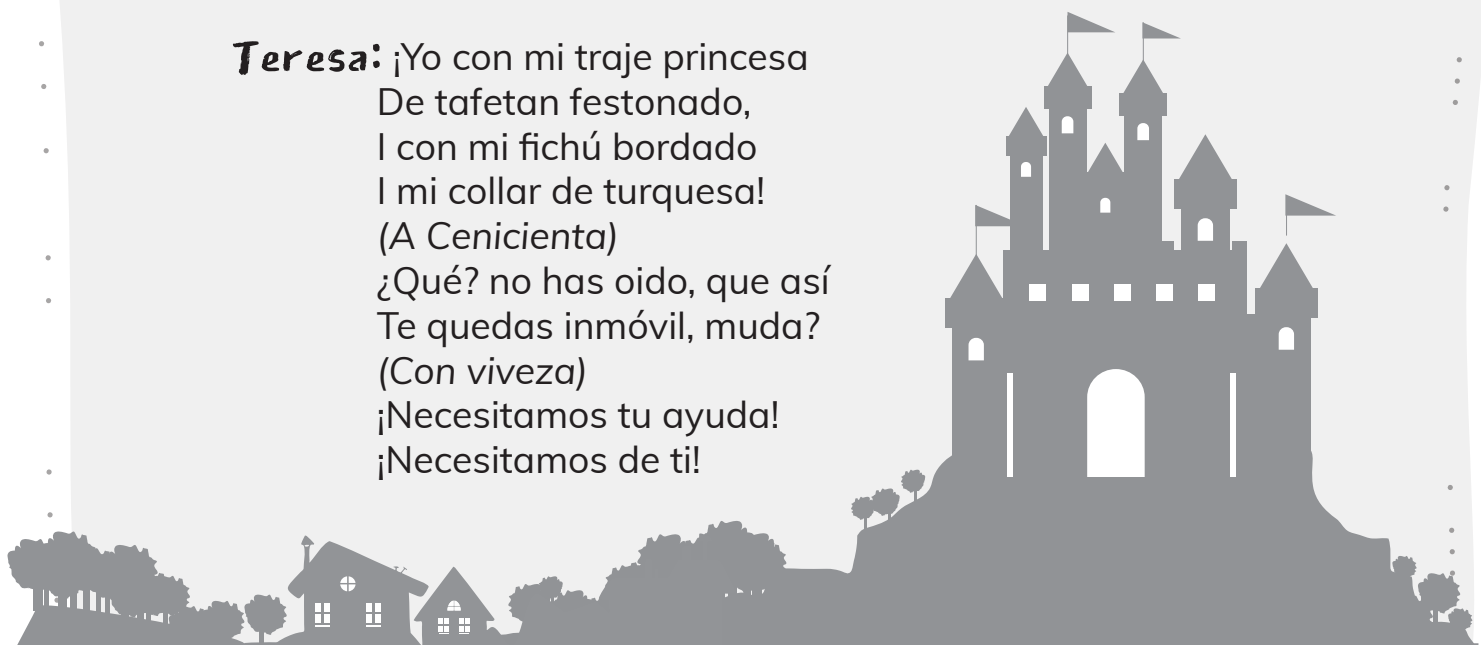 Teresa: ¡Yo con mi traje princesa
De tafetan festonado,
I con mi fichú bordado
I mi collar de turquesa!
(A Cenicienta)
¿Qué? no has oido, que así
Te quedas inmóvil, muda?
(Con viveza)
¡Necesitamos tu ayuda!
¡Necesitamos de ti!